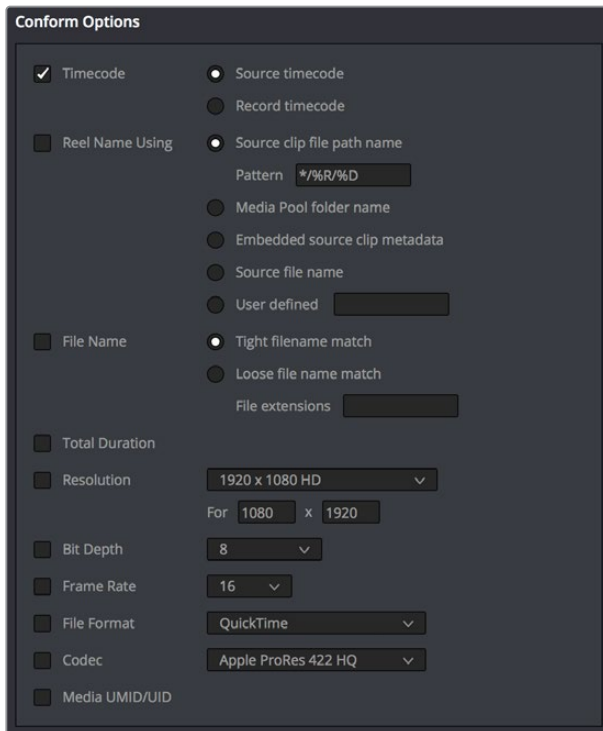 Conform Options
Timecode
Source timecode
Record timecode
Reel Name Using
Source clip file path name
Pattern */%R/%D
Media Pool folder name
Embedded source clip metadata
Source file name
User defined
File Name
Tight filename match
Loose file name match
File extensions
Total Duration
Resolution 1920 x 1080 HD
For 1080 x 1920
Bit Depth 8
Frame Rate 16
File Format QuickTime
Codec Apple ProRes 422 HQ
Media UMID/UID